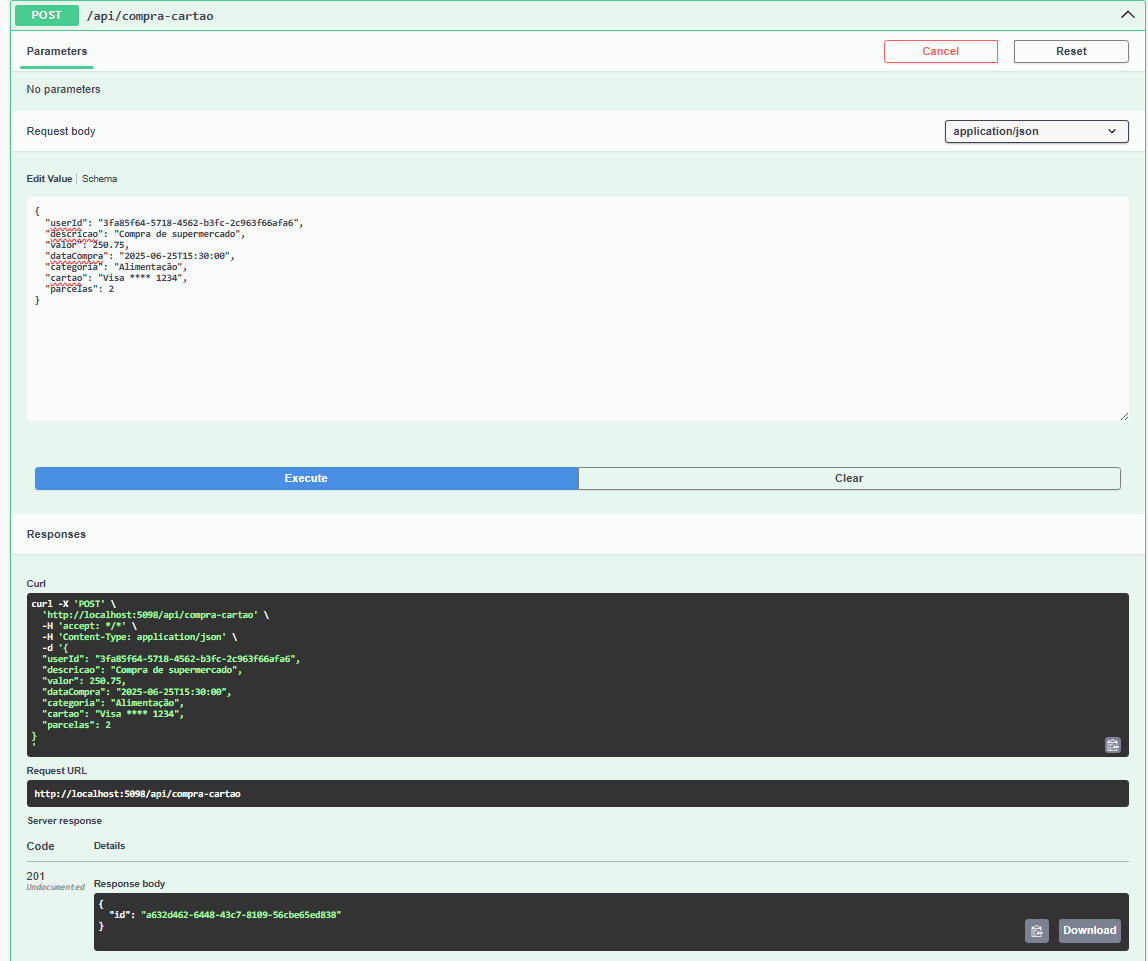 POST /api/compra-cartao
Parameters
Cancel
Reset
No parameters
Request body
application/json
Edit Value | Schema
{
  "userId": "3fa85f64-5718-4562-b3fc-2c963f66afa6",
  "descricao": "Compra de supermercado",
  "valor": 250.75,
  "dataCompra": "2025-06-25T15:30:00",
  "categoria": "Alimentação",
  "cartao": "Visa **** 1234",
  "parcelas": 2
}
Execute
Clear
Responses
Curl
curl -X 'POST' \
  'http://localhost:5098/api/compra-cartao' \
  -H 'accept: */*' \
  -H 'Content-Type: application/json' \
  -d '{
  "userId": "3fa85f64-5718-4562-b3fc-2c963f66afa6",
  "descricao": "Compra de supermercado",
  "valor": 250.75,
  "dataCompra": "2025-06-25T15:30:00",
  "categoria": "Alimentação",
  "cartao": "Visa **** 1234",
  "parcelas": 2
}
'
Request URL
http://localhost:5098/api/compra-cartao
Server response
Code Details
201
Undocumented
Response body
{
  "id": "a632d462-6448-43c7-8109-56cbe65ed838"
}
Download